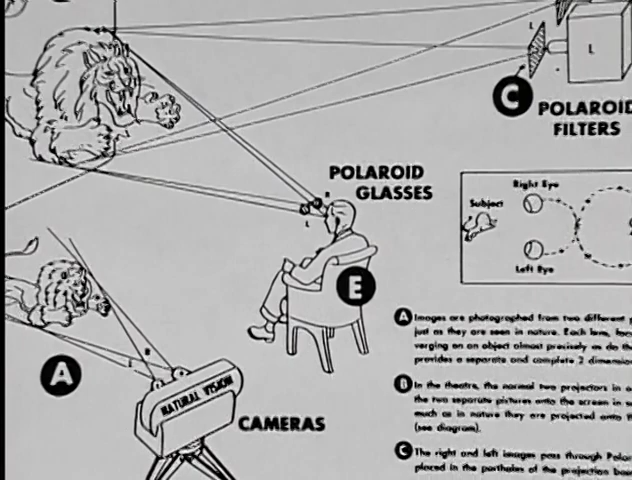 L
L
C
POLAROID
FILTERS
POLAROID
GLASSES
R
L
Right Eye
Subject
Left Eye
E
A
R
L
NATURAL VISION
CAMERAS
A Images are photographed from two different
just as they are seen in nature. Each lens,
verging on an object almost precisely as do
provides a separate and complete 2
B In the theatre, the normal two projectors in
the two separate pictures onto the screen in
much as in nature they are projected onto
(see diagram).
C The right and left images pass through
placed in the portholes of the projection